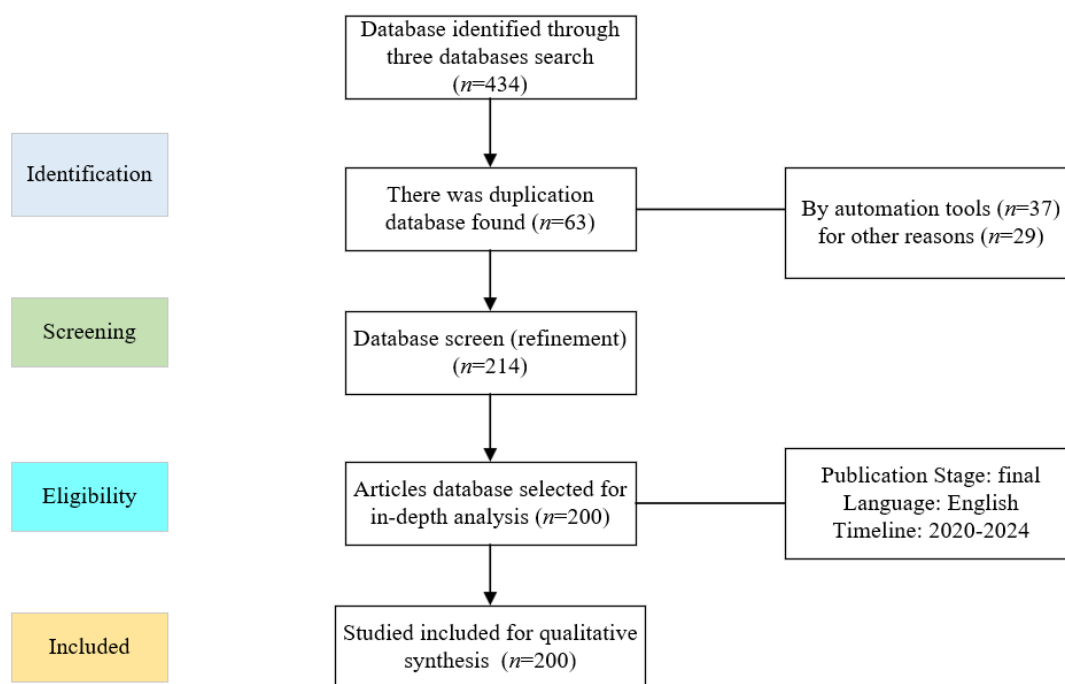 Database identified through
three databases search
(n=434)
Identification
There was duplication
database found (n=63)
By automation tools (n=37)
for other reasons (n=29)
Screening
Database screen (refinement)
(n=214)
Eligibility
Articles database selected for
in-depth analysis (n=200)
Publication Stage: final
Language: English
Timeline: 2020-2024
Included
Studied included for qualitative
synthesis (n=200)